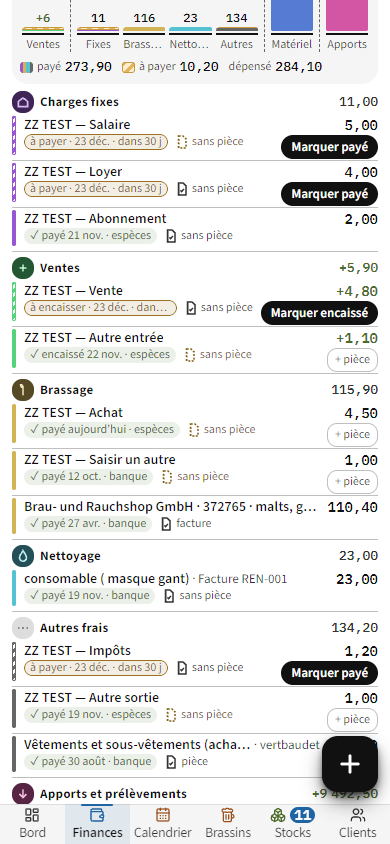 +6 11 116 23 134
Ventes Fixes Brass… Netto… Autres Matériel Apports
payé 273,90 à payer 10,20 dépensé 284,10
Charges fixes 11,00
ZZ TEST — Salaire 5,00
à payer · 23 déc. · dans 30 j sans pièce Marquer payé
ZZ TEST — Loyer 4,00
à payer · 23 déc. · dans 30 j sans pièce Marquer payé
ZZ TEST — Abonnement 2,00
✓ payé 21 nov. · espèces sans pièce
Ventes +5,90
ZZ TEST — Vente +4,80
à encaisser · 23 déc. · dan… sans pièce Marquer encaissé
ZZ TEST — Autre entrée +1,10
✓ encaissé 22 nov. · espèces sans pièce + pièce
Brassage 115,90
ZZ TEST — Achat 4,50
✓ payé aujourd'hui · espèces sans pièce + pièce
ZZ TEST — Saisir un autre 1,00
✓ payé 12 oct. · banque sans pièce + pièce
Brau- und Rauchshop GmbH · 372765 · malts, g… 110,40
✓ payé 27 avr. · banque facture
Nettoyage 23,00
consomable ( masque gant) · Facture REN-001 23,00
✓ payé 19 nov. · banque sans pièce
Autres frais 134,20
ZZ TEST — Impôts 1,20
à payer · 23 déc. · dans 30 j sans pièce Marquer payé
ZZ TEST — Autre sortie 1,00
✓ payé 19 nov. · espèces sans pièce + pièce
Vêtements et sous-vêtements (acha… · vertbaudet
✓ payé 30 août · banque pièce
+
Apports et prélèvements
Bord Finances Calendrier Brassins Stocks 11 Clients